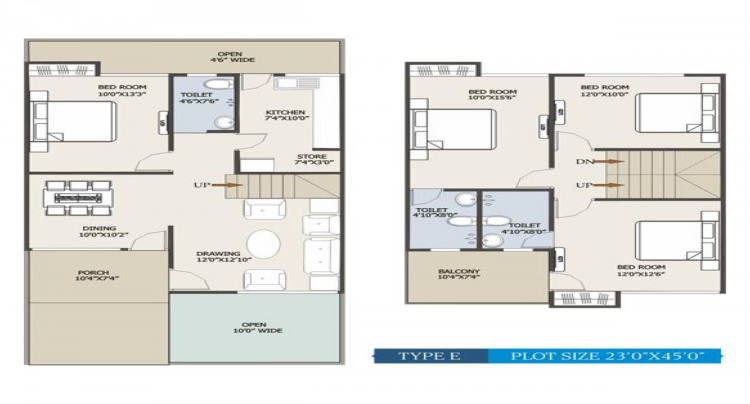 OPEN
4'6" WIDE
BED ROOM
10'0"X13'3"
TOILET
4'6"X7'6"
KITCHEN
7'4"X10'0"
STORE
7'4"X3'0"
UP
DINING
10'0"X10'2"
DRAWING
12'0"X12'10"
PORCH
10'4"X7'4"
OPEN
10'0" WIDE
BED ROOM
10'0"X15'6"
BED ROOM
12'0"X10'0"
DN
UP
TOILET
4'10"X8'0"
TOILET
4'10"X8'0"
BED ROOM
12'0"X12'6"
BALCONY
10'4"X7'4"
TYPE E PLOT SIZE 23'0"X45'0"